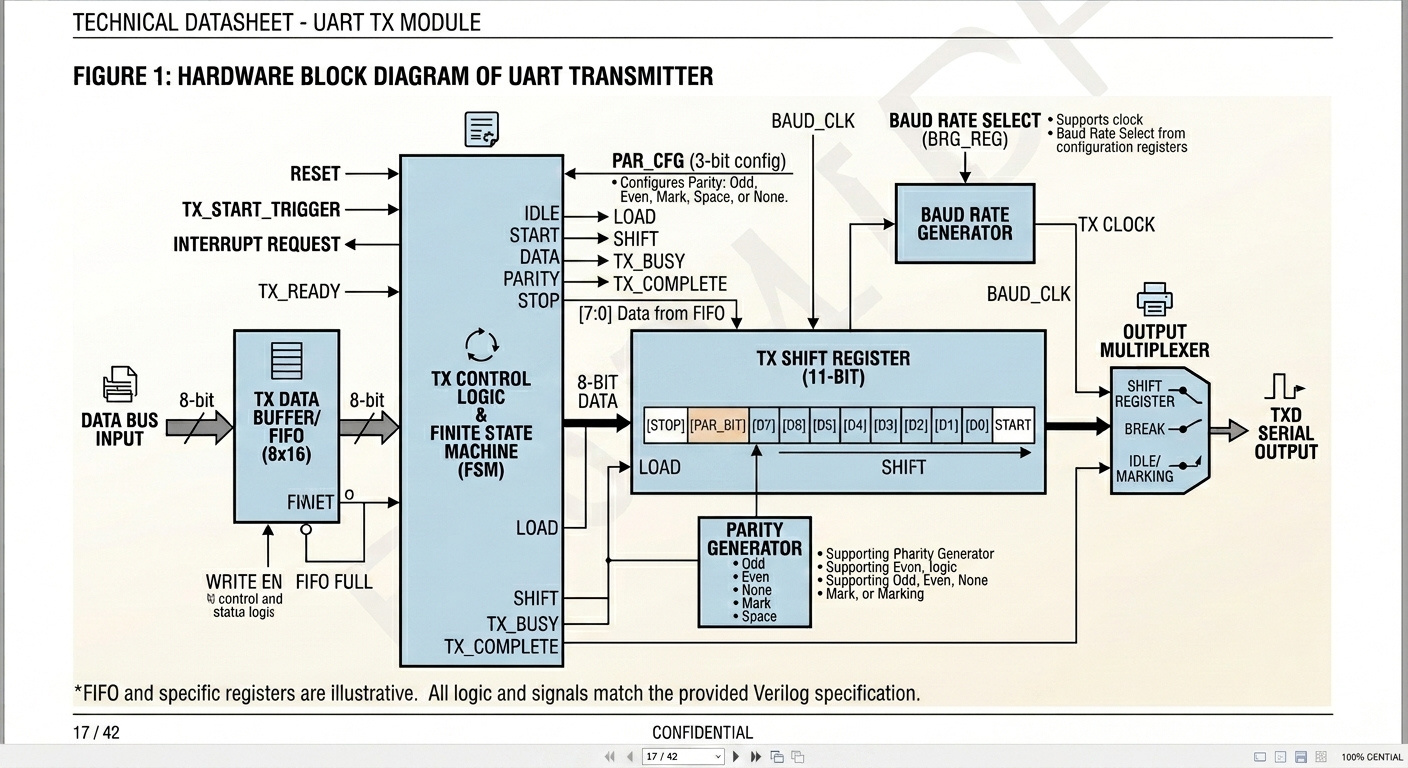 TECHNICAL DATASHEET - UART TX MODULE
FIGURE 1: HARDWARE BLOCK DIAGRAM OF UART TRANSMITTER
RESET
TX_START_TRIGGER
INTERRUPT REQUEST
TX_READY
PAR_CFG (3-bit config)
• Configures Parity: Odd,
Even, Mark, Space, or None.
IDLE
LOAD
START
SHIFT
DATA
TX_BUSY
PARITY
TX_COMPLETE
STOP
[7:0] Data from FIFO
BAUD_CLK
BAUD RATE SELECT
(BRG_REG)
• Supports clock
• Baud Rate Select from
configuration registers
BAUD RATE
GENERATOR
TX CLOCK
BAUD_CLK
OUTPUT
MULTIPLEXER
DATA BUS
INPUT
8-bit
TX DATA
BUFFER/
FIFO
(8x16)
8-bit
WRITE EN
control and
statua logis
FIFO FULL
TX CONTROL
LOGIC
&
FINITE STATE
MACHINE
(FSM)
LOAD
SHIFT
TX_BUSY
TX_COMPLETE
8-BIT
DATA
TX SHIFT REGISTER
(11-BIT)
[STOP] [PAR_BIT] [D7] [D8] [DS] [D4] [D3] [D2] [D1] [D0] START
LOAD
SHIFT
PARITY
GENERATOR
• Odd
• Even
• None
• Mark
• Space
• Supporting Pharity Generator
• Supporting Evon, logic
• Supporting Odd, Even, None
• Mark, or Marking
SHIFT
REGISTER
BREAK
IDLE/
MARKING
TXD
SERIAL
OUTPUT
*FIFO and specific registers are illustrative. All logic and signals match the provided Verilog specification.
17 / 42
CONFIDENTIAL
17 / 42
100% CENTIAL